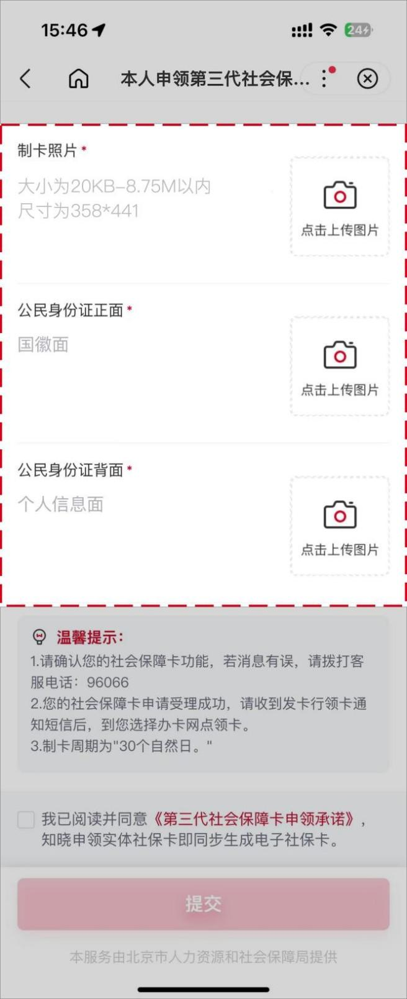 15:46
24
本人申领第三代社会保...
制卡照片*
大小为20KB-8.75M以内
尺寸为358*441
点击上传图片
公民身份证正面*
国徽面
点击上传图片
公民身份证背面*
个人信息面
点击上传图片
温馨提示：
1.请确认您的社会保障卡功能，若消息有误，请拨打客
服电话：96066
2.您的社会保障卡申请受理成功，请收到发卡行领卡通
知短信后，到您选择办卡网点领卡。
3.制卡周期为"30个自然日。"
我已阅读并同意《第三代社会保障卡申领承诺》，
知晓申领实体社保卡即同步生成电子社保卡。
提交
本服务由北京市人力资源和社会保障局提供